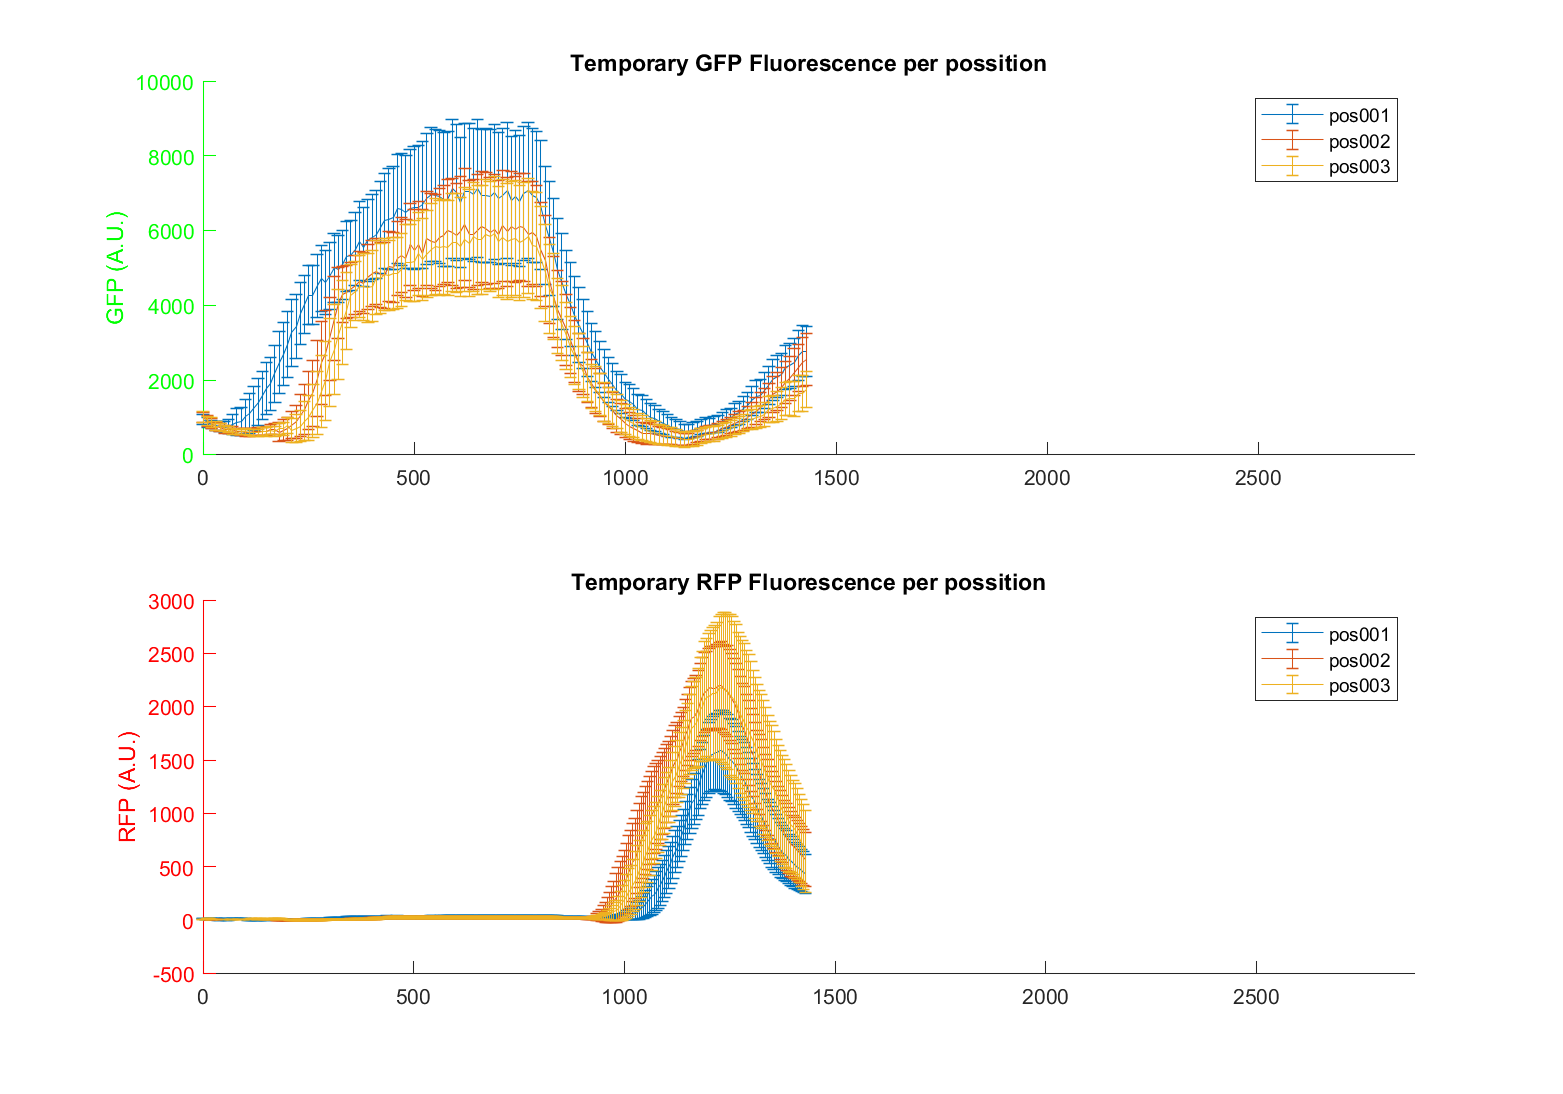 Temporary GFP Fluorescence per possition
GFP (A.U.)
10000
8000
6000
4000
2000
0
0 500 1000 1500 2000 2500
pos001
pos002
pos003
Temporary RFP Fluorescence per possition
RFP (A.U.)
3000
2500
2000
1500
1000
500
0
-500
0 500 1000 1500 2000 2500
pos001
pos002
pos003